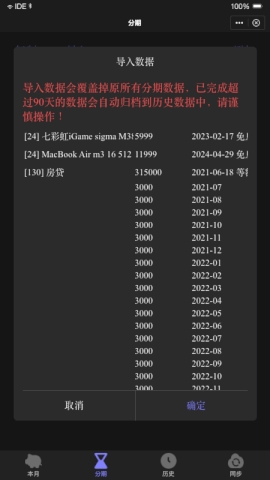 IDE
100%
分期
导入数据
导入数据会覆盖掉原所有分期数据，已完成超
过90天的数据会自动归档到历史数据中，请谨
慎操作！
[24] 七彩虹iGame sigma M3 5999 2023-02-17 免息
[24] MacBook Air m3 16 512 11999 2024-04-29 免息
[130] 房贷 315000 2021-06-18 等
3000 2021-07
3000 2021-08
3000 2021-09
3000 2021-10
3000 2021-11
3000 2021-12
3000 2022-01
3000 2022-02
3000 2022-03
3000 2022-04
3000 2022-05
3000 2022-06
3000 2022-07
3000 2022-08
3000 2022-09
3000 2022-10
3000 2022-11
取消 确定
本月 分期 历史 同步